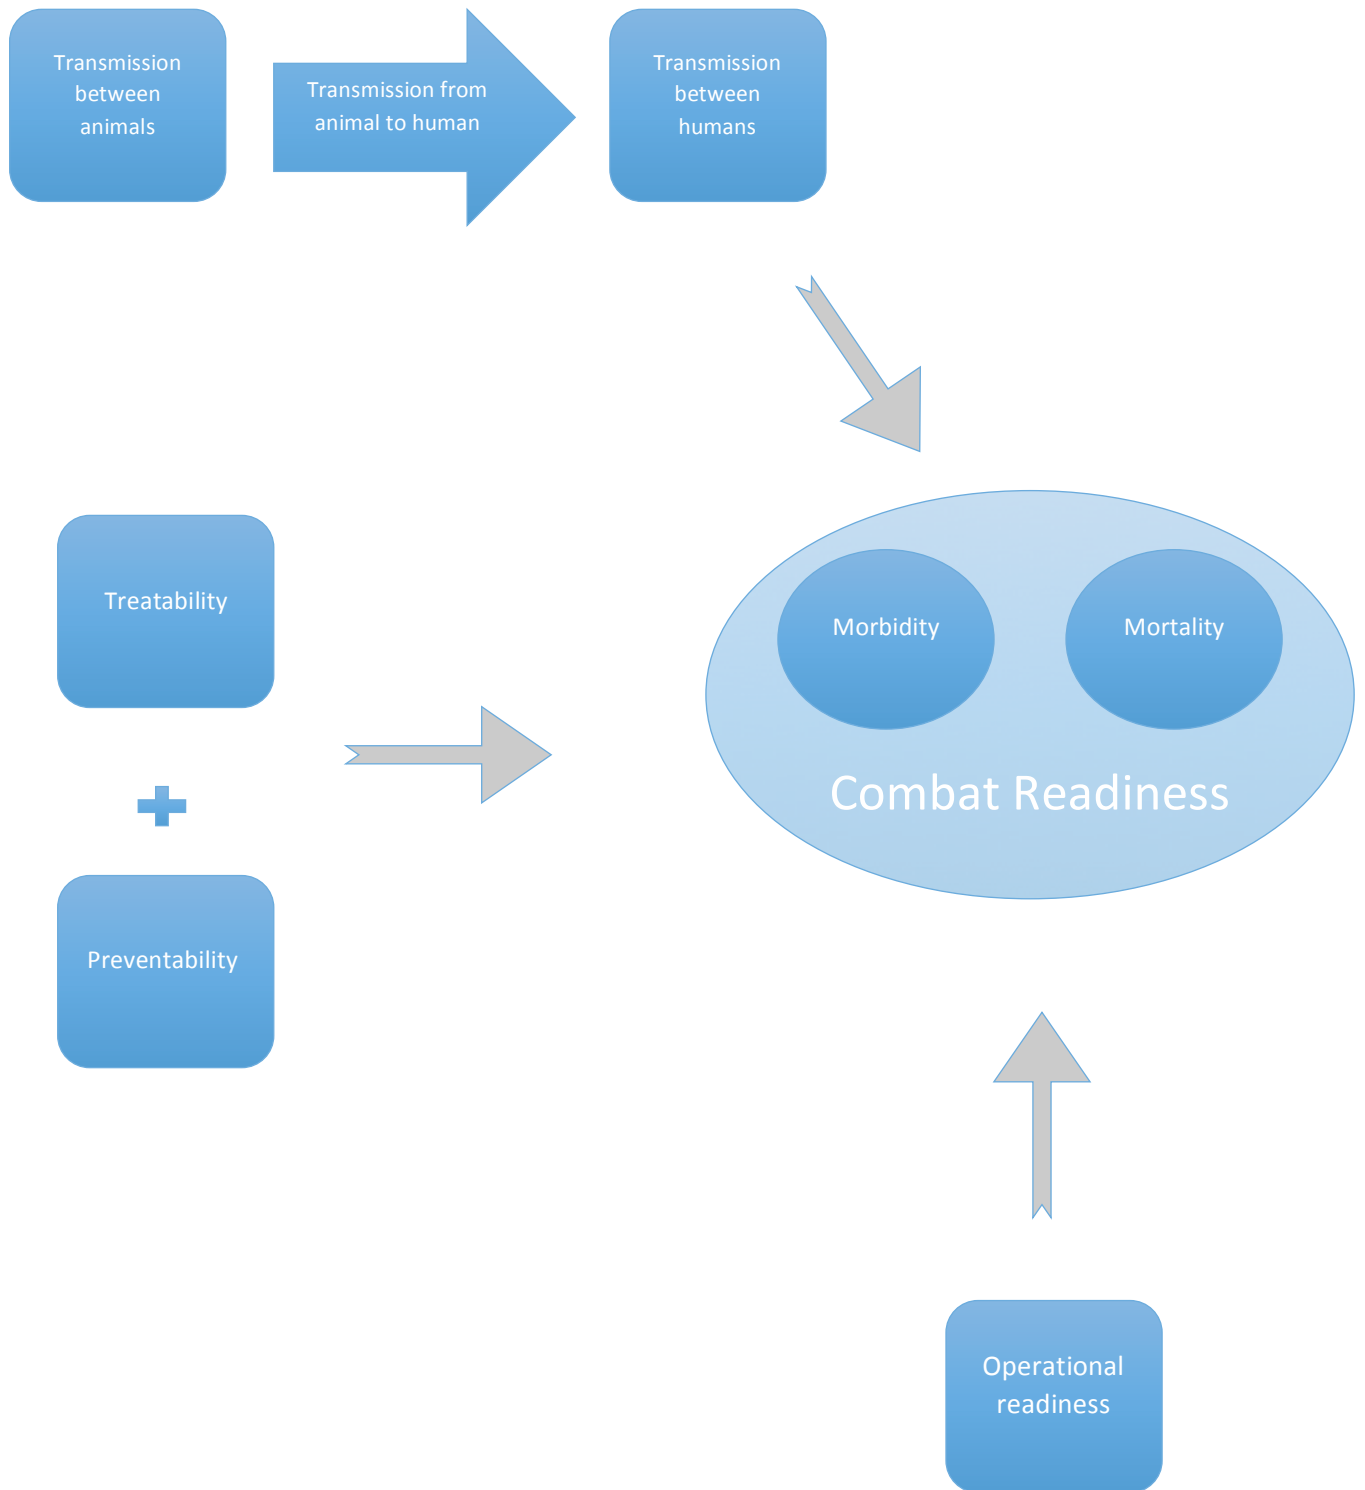 Transmission
between
animals
Transmission from
animal to human
Transmission
between
humans
Treatability
Morbidity
Mortality
Combat Readiness
Preventability
Operational
readiness